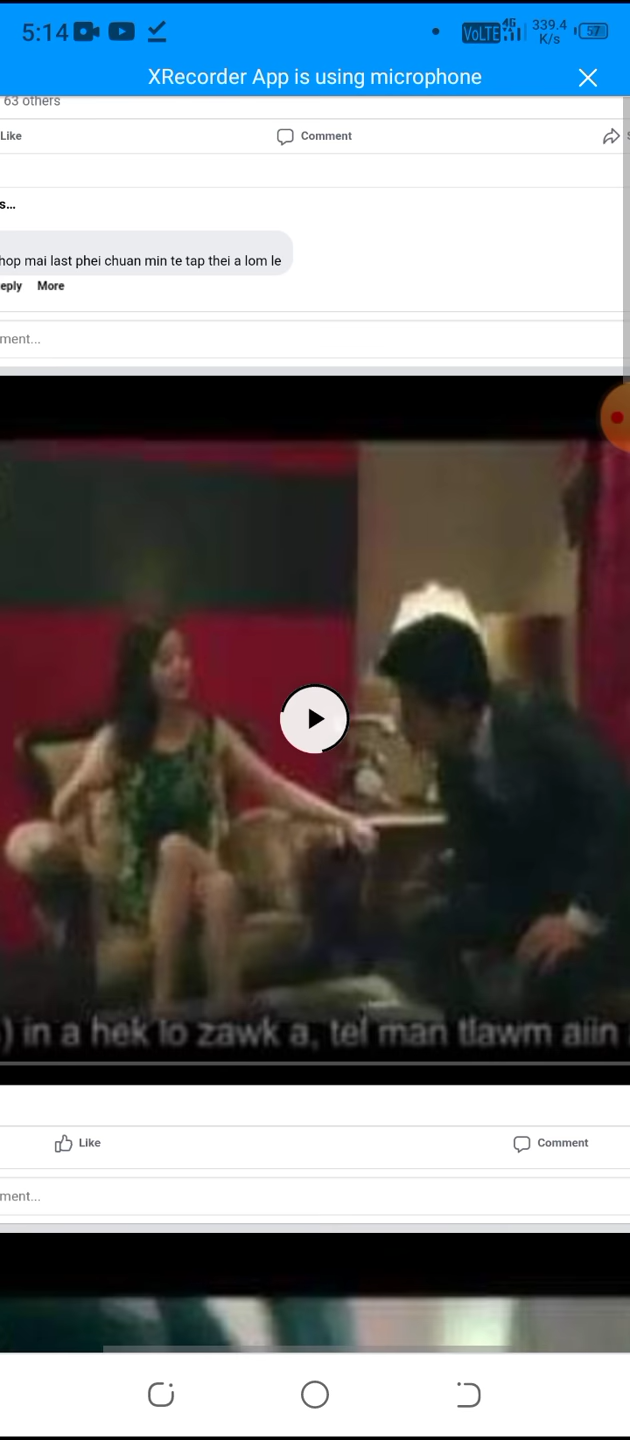 5:14 VoLTE 4G 339.4 K/s 57
XRecorder App is using microphone
63 others
Like Comment
s...
hop mai last phei chuan min te tap thei a lom le
eply More
ment...
) in a hek lo zawk a, tel man tlawm aiin
Like Comment
ment...